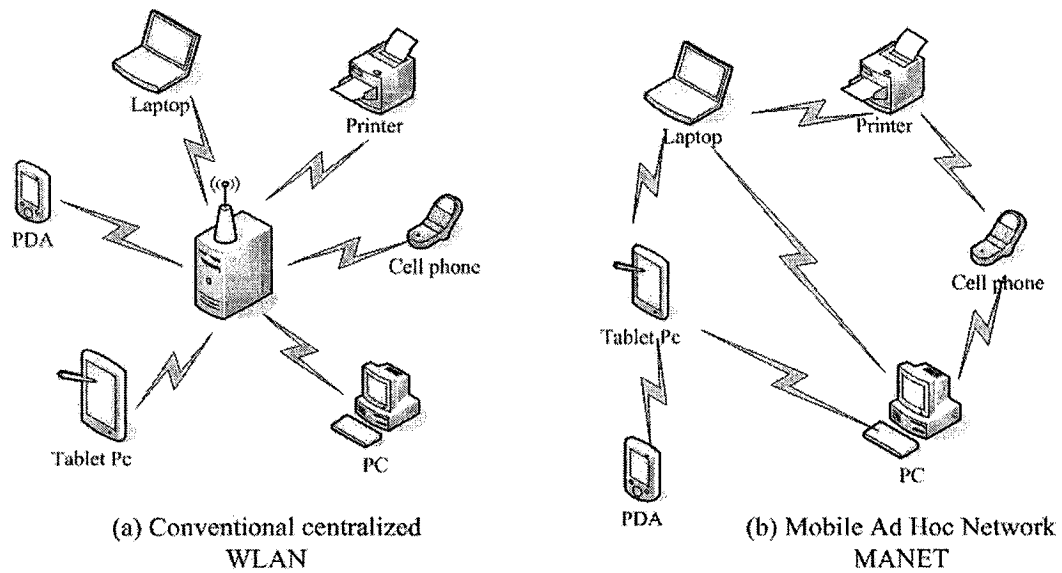 Laptop
Printer
PDA
Cell phone
Tablet Pc
PC
(a) Conventional centralized
WLAN
Laptop
Printer
Cell phone
Tablet Pc
PC
PDA
(b) Mobile Ad Hoc Network
MANET